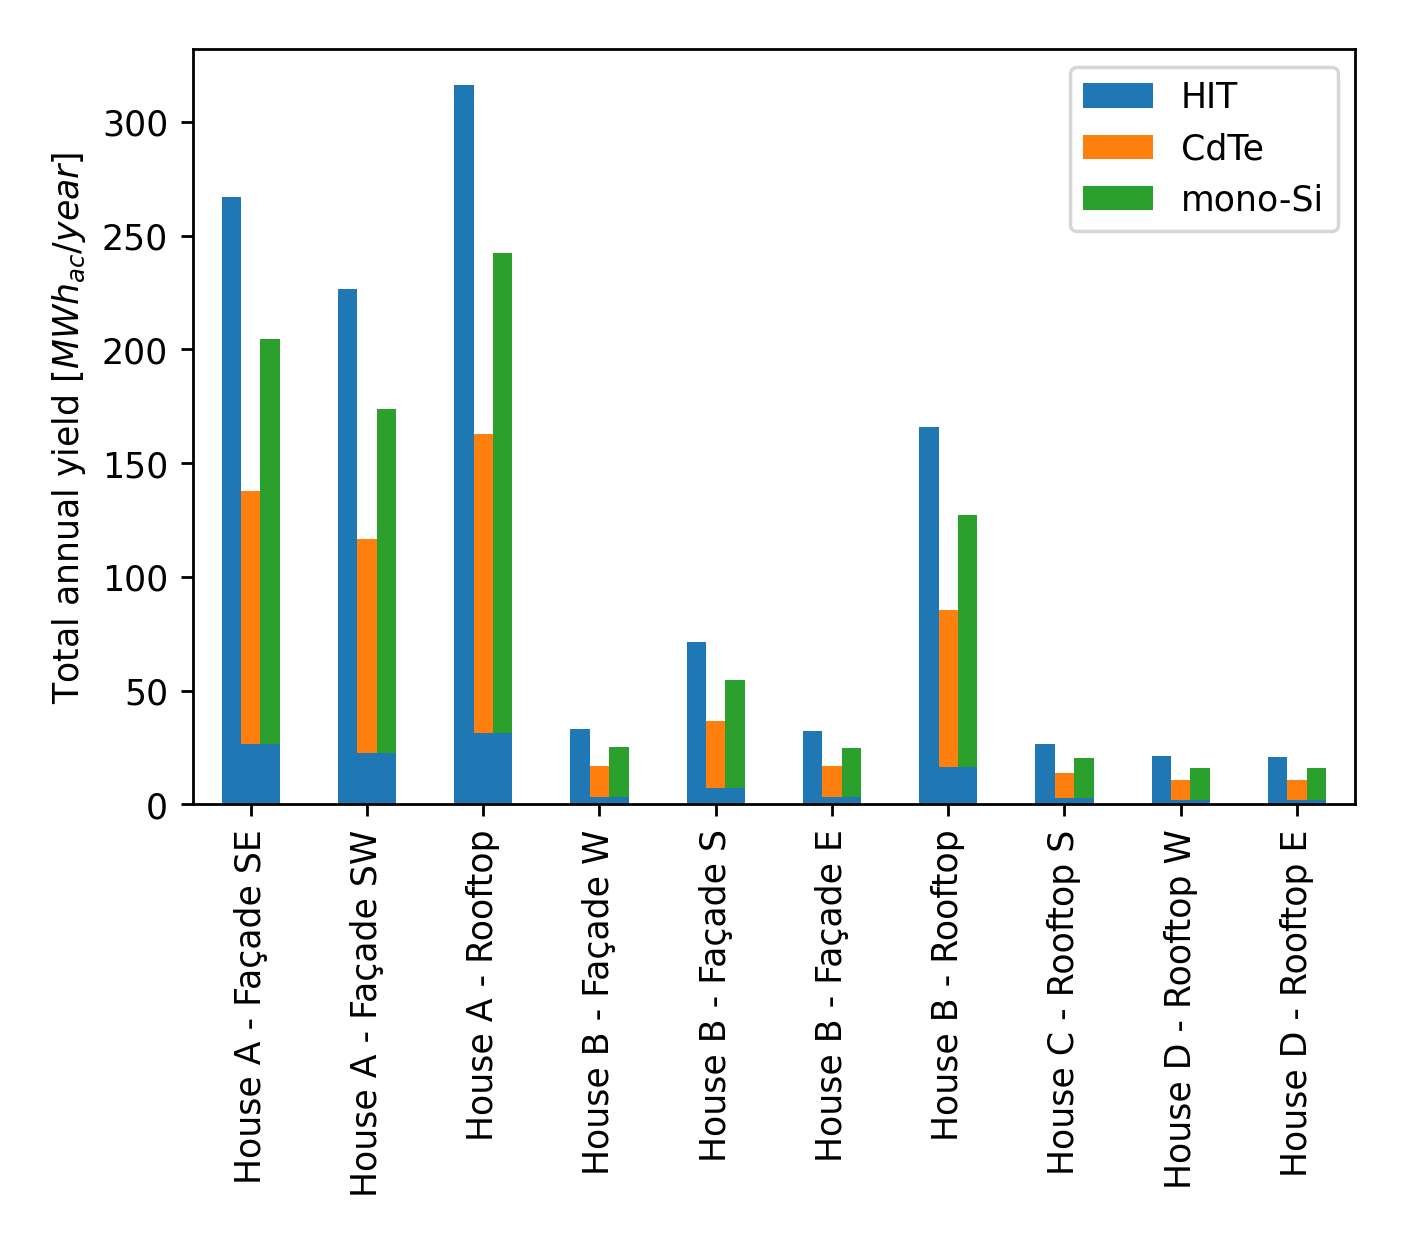 Total annual yield [MWh_ac/year]
300
250
200
150
100
50
0
HIT
CdTe
mono-Si
House A - Façade SE
House A - Façade SW
House A - Rooftop
House B - Façade W
House B - Façade S
House B - Façade E
House B - Rooftop
House C - Rooftop S
House D - Rooftop W
House D - Rooftop E